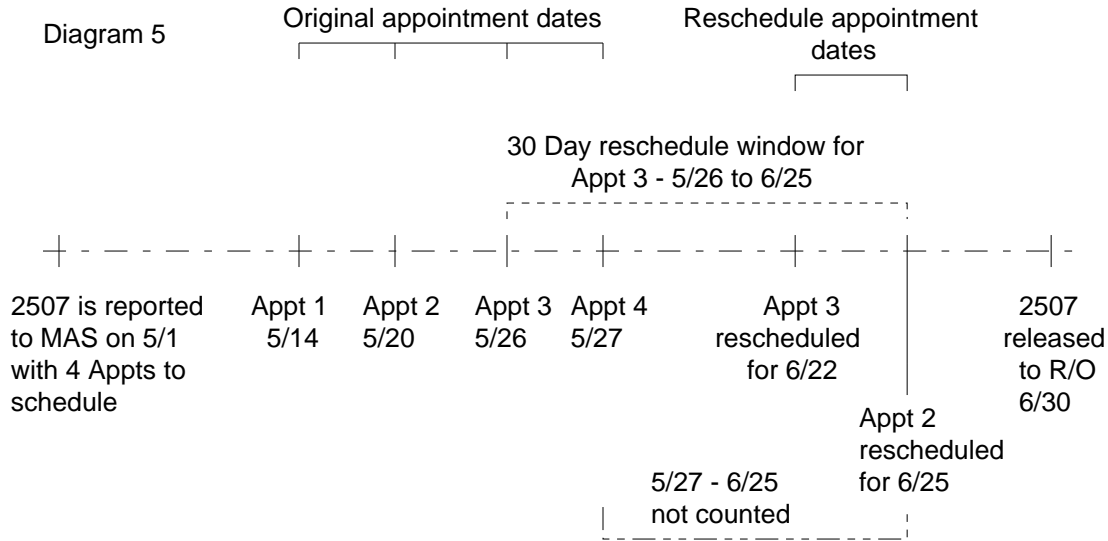 Diagram 5
Original appointment dates
Reschedule appointment
dates
30 Day reschedule window for
Appt 3 - 5/26 to 6/25
2507 is reported
to MAS on 5/1
with 4 Appts to
schedule
Appt 1
5/14
Appt 2
5/20
Appt 3
5/26
Appt 4
5/27
Appt 3
rescheduled
for 6/22
2507
released
to R/O
6/30
Appt 2
rescheduled
for 6/25
5/27 - 6/25
not counted